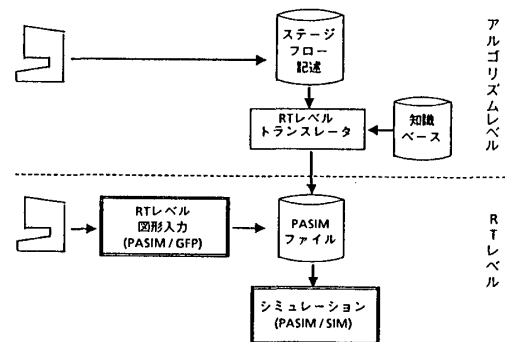 ステージ
フロー
記述
RTレベル
トランスレータ
知識
ベース
アルゴリズムレベル
RTレベル
図形入力
(PASIM/GFP)
PASIM
ファイル
シミュレーション
(PASIM/SIM)
RTレベル